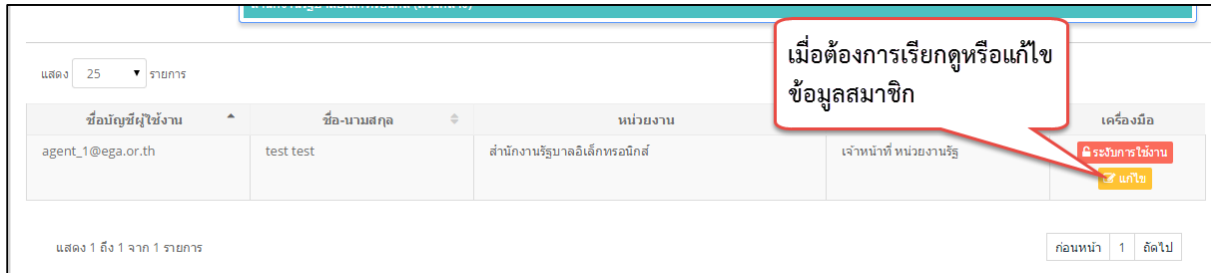 เมื่อต้องการเรียกดูหรือแก้ไข
ข้อมูลสมาชิก
แสดง 25 รายการ
ชื่อบัญชีผู้ใช้งาน ชื่อ-นามสกุล หน่วยงาน เครื่องมือ
agent_1@ega.or.th test test สำนักงานรัฐบาลอิเล็กทรอนิกส์ เจ้าหน้าที่ หน่วยงานรัฐ ระงับการใช้งาน
แก้ไข
แสดง 1 ถึง 1 จาก 1 รายการ ก่อนหน้า 1 ถัดไป